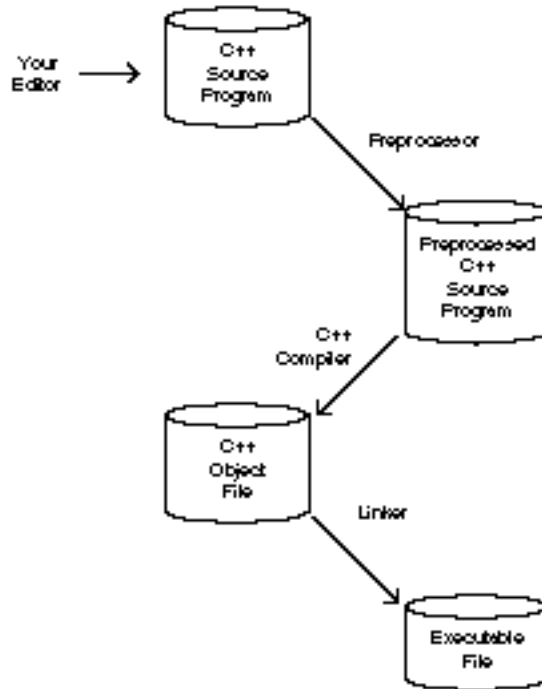 Your
Editor
C++
Source
Program
Preprocessor
Preprocessed
C++
Source
Program
C++
Compiler
C++
Object
File
Linker
Executable
File